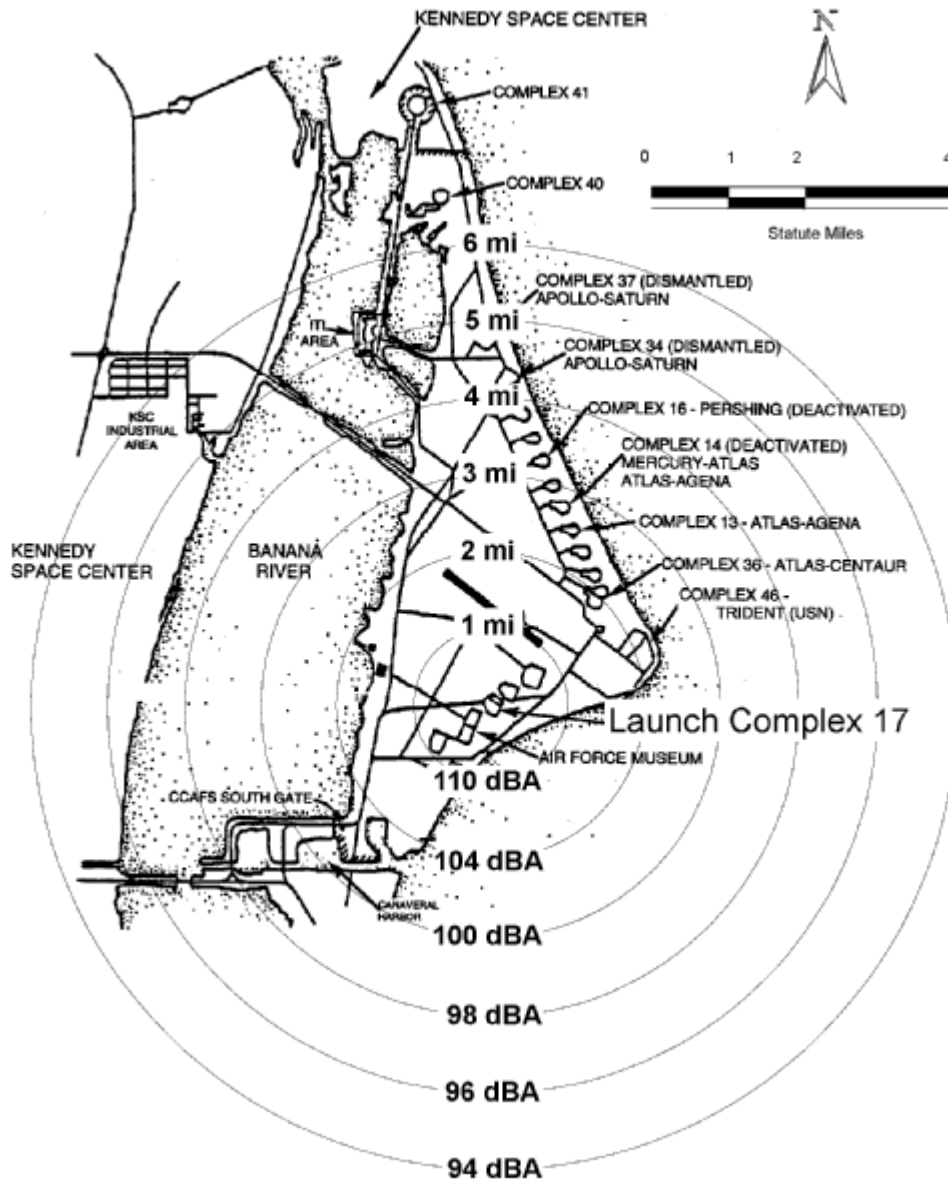 KENNEDY SPACE CENTER
N
COMPLEX 41
0 1 2 4
COMPLEX 40
Statute Miles
6 mi
COMPLEX 37 (DISMANTLED)
APOLLO-SATURN
5 mi
ITL
AREA
COMPLEX 34 (DISMANTLED)
APOLLO-SATURN
4 mi
COMPLEX 16 - PERSHING (DEACTIVATED)
KSC
INDUSTRIAL
AREA
COMPLEX 14 (DEACTIVATED)
MERCURY-ATLAS
ATLAS-AGENA
3 mi
COMPLEX 13 - ATLAS-AGENA
KENNEDY
SPACE CENTER
BANANA
RIVER
2 mi
COMPLEX 36 - ATLAS-CENTAUR
COMPLEX 46 -
TRIDENT (USN)
1 mi
Launch Complex 17
AIR FORCE MUSEUM
110 dBA
CCAFS SOUTH GATE
104 dBA
CANAVERAL
HARBOR
100 dBA
98 dBA
96 dBA
94 dBA